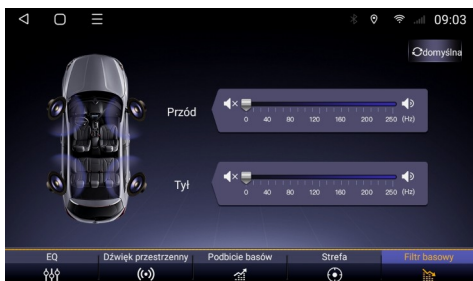 09:03
domyślna
Przód
0 40 80 120 160 200 250 (Hz)
Tył
0 40 80 120 160 200 250 (Hz)
EQ Dźwięk przestrzenny Podbicie basów Strefa Filtr basowy